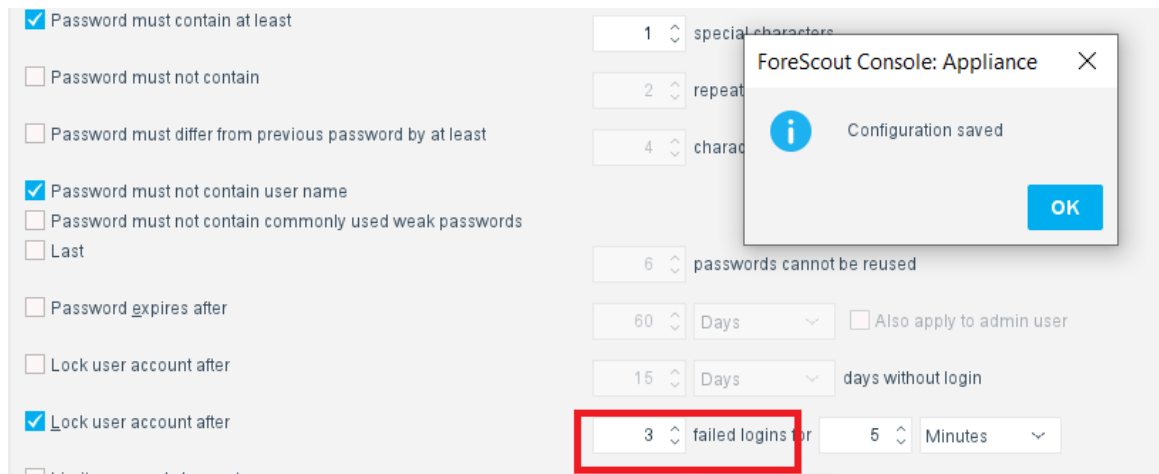 Password must contain at least
1 special characters
Password must not contain
2 repeat
Password must differ from previous password by at least
4 charac
Password must not contain user name
Password must not contain commonly used weak passwords
Last
6 passwords cannot be reused
Password expires after
60 Days Also apply to admin user
Lock user account after
15 Days days without login
Lock user account after
3 failed logins for 5 Minutes
ForeScout Console: Appliance
Configuration saved
OK